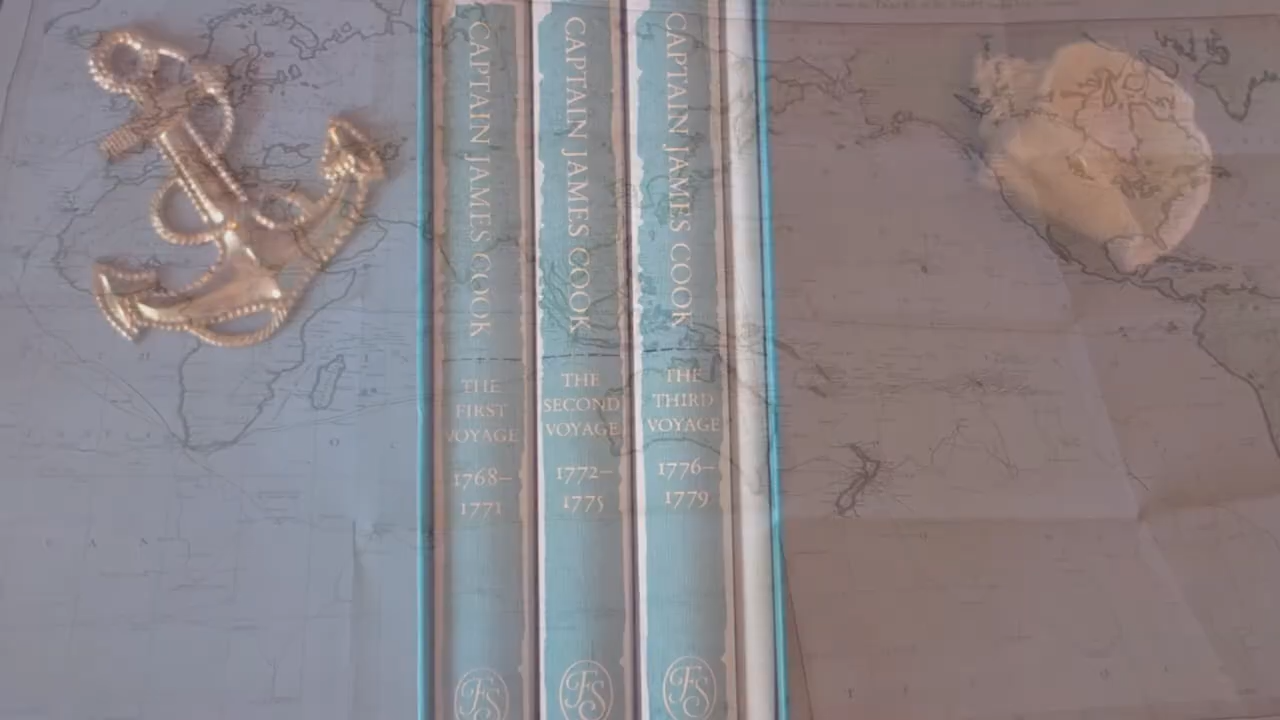 CAPTAIN JAMES COOK
THE
FIRST
VOYAGE
1768–
1771
FS
CAPTAIN JAMES COOK
THE
SECOND
VOYAGE
1772–
1775
FS
CAPTAIN JAMES COOK
THE
THIRD
VOYAGE
1776–
1779
FS